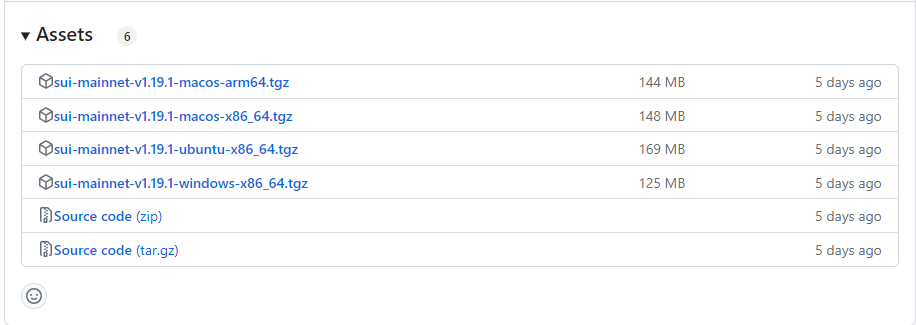 Assets 6
sui-mainnet-v1.19.1-macos-arm64.tgz 144 MB 5 days ago
sui-mainnet-v1.19.1-macos-x86_64.tgz 148 MB 5 days ago
sui-mainnet-v1.19.1-ubuntu-x86_64.tgz 169 MB 5 days ago
sui-mainnet-v1.19.1-windows-x86_64.tgz 125 MB 5 days ago
Source code (zip) 5 days ago
Source code (tar.gz) 5 days ago